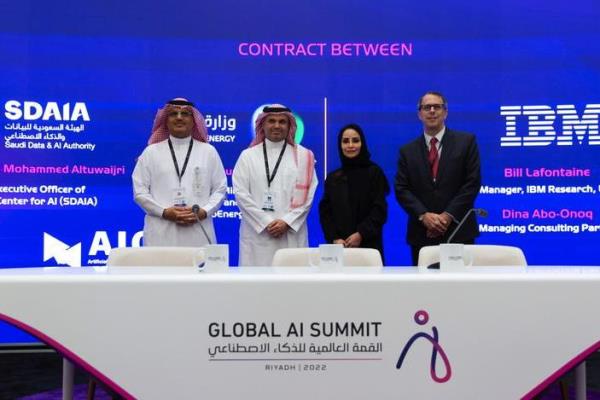 CONTRACT BETWEEN
SDAIA
الهيئة السعودية للبيانات
والذكاء الاصطناعي
Saudi Data & AI Authority
Mohammed Altuwaijri
Executive Officer of
Center for AI (SDAIA)
وزارة
ENERGY
and
IBM
Bill Lafontaine
Manager, IBM Research,
Dina Abo-Onoq
Managing Consulting
GLOBAL AI SUMMIT
القمة العالمية للذكاء الاصطناعي
RIYADH | 2022